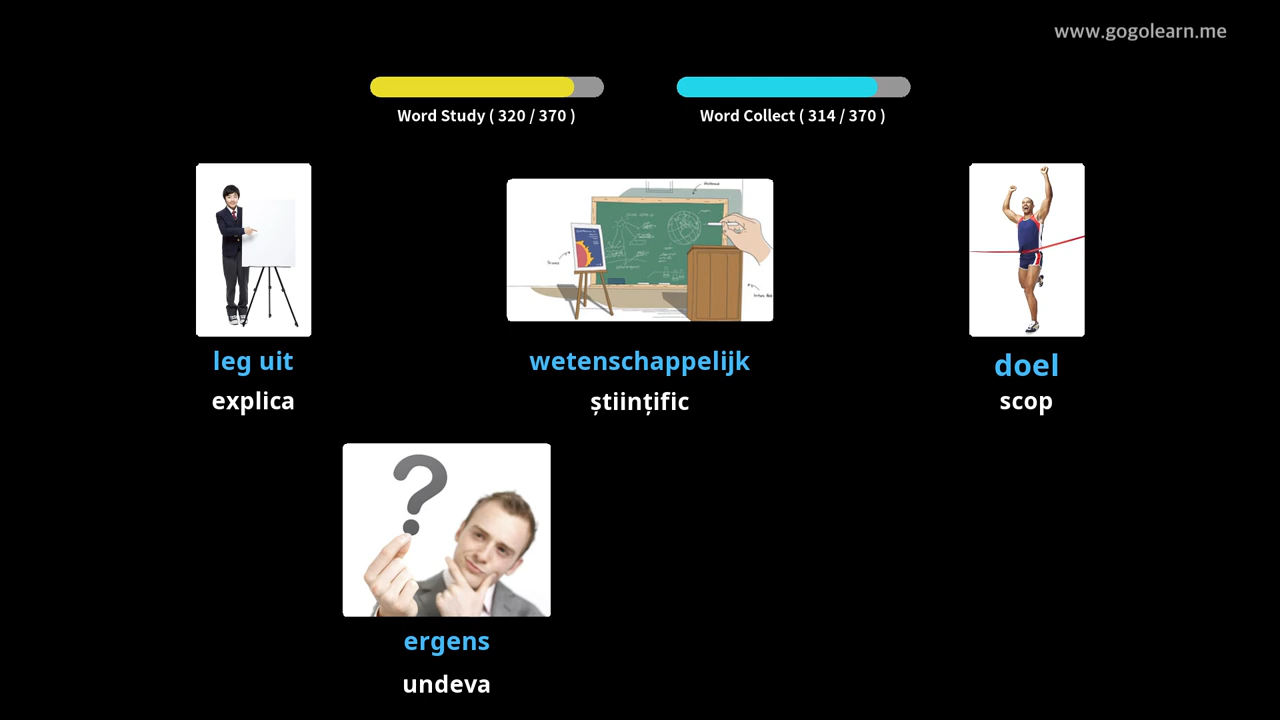 www.gogolearn.me
Word Study ( 320 / 370 )
Word Collect ( 314 / 370 )
leg uit
wetenschappelijk
doel
explica
științific
scop
ergens
undeva